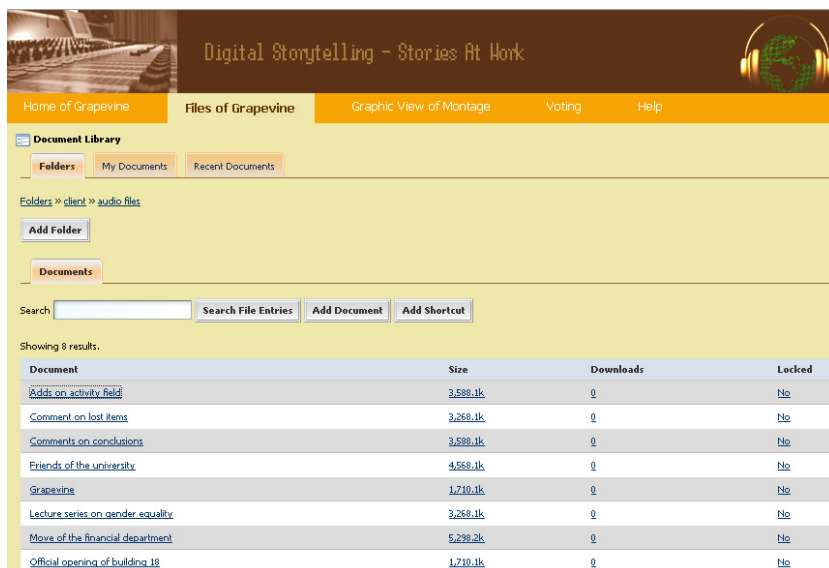 Digital Storytelling - Stories At Work
Home of Grapevine Files of Grapevine Graphic View of Montage Voting Help
Document Library
Folders My Documents Recent Documents
Folders » client » audio files
Add Folder
Documents
Search Search File Entries Add Document Add Shortcut
Showing 8 results.
Document Size Downloads Locked
Adds on activity field 3,588.1k 0 No
Comment on lost items 3,268.1k 0 No
Comments on conclusions 3,588.1k 0 No
Friends of the university 4,568.1k 0 No
Grapevine 1,710.1k 0 No
Lecture series on gender equality 3,268.1k 0 No
Move of the financial department 5,298.2k 0 No
Official opening of building 18 1,710.1k 0 No